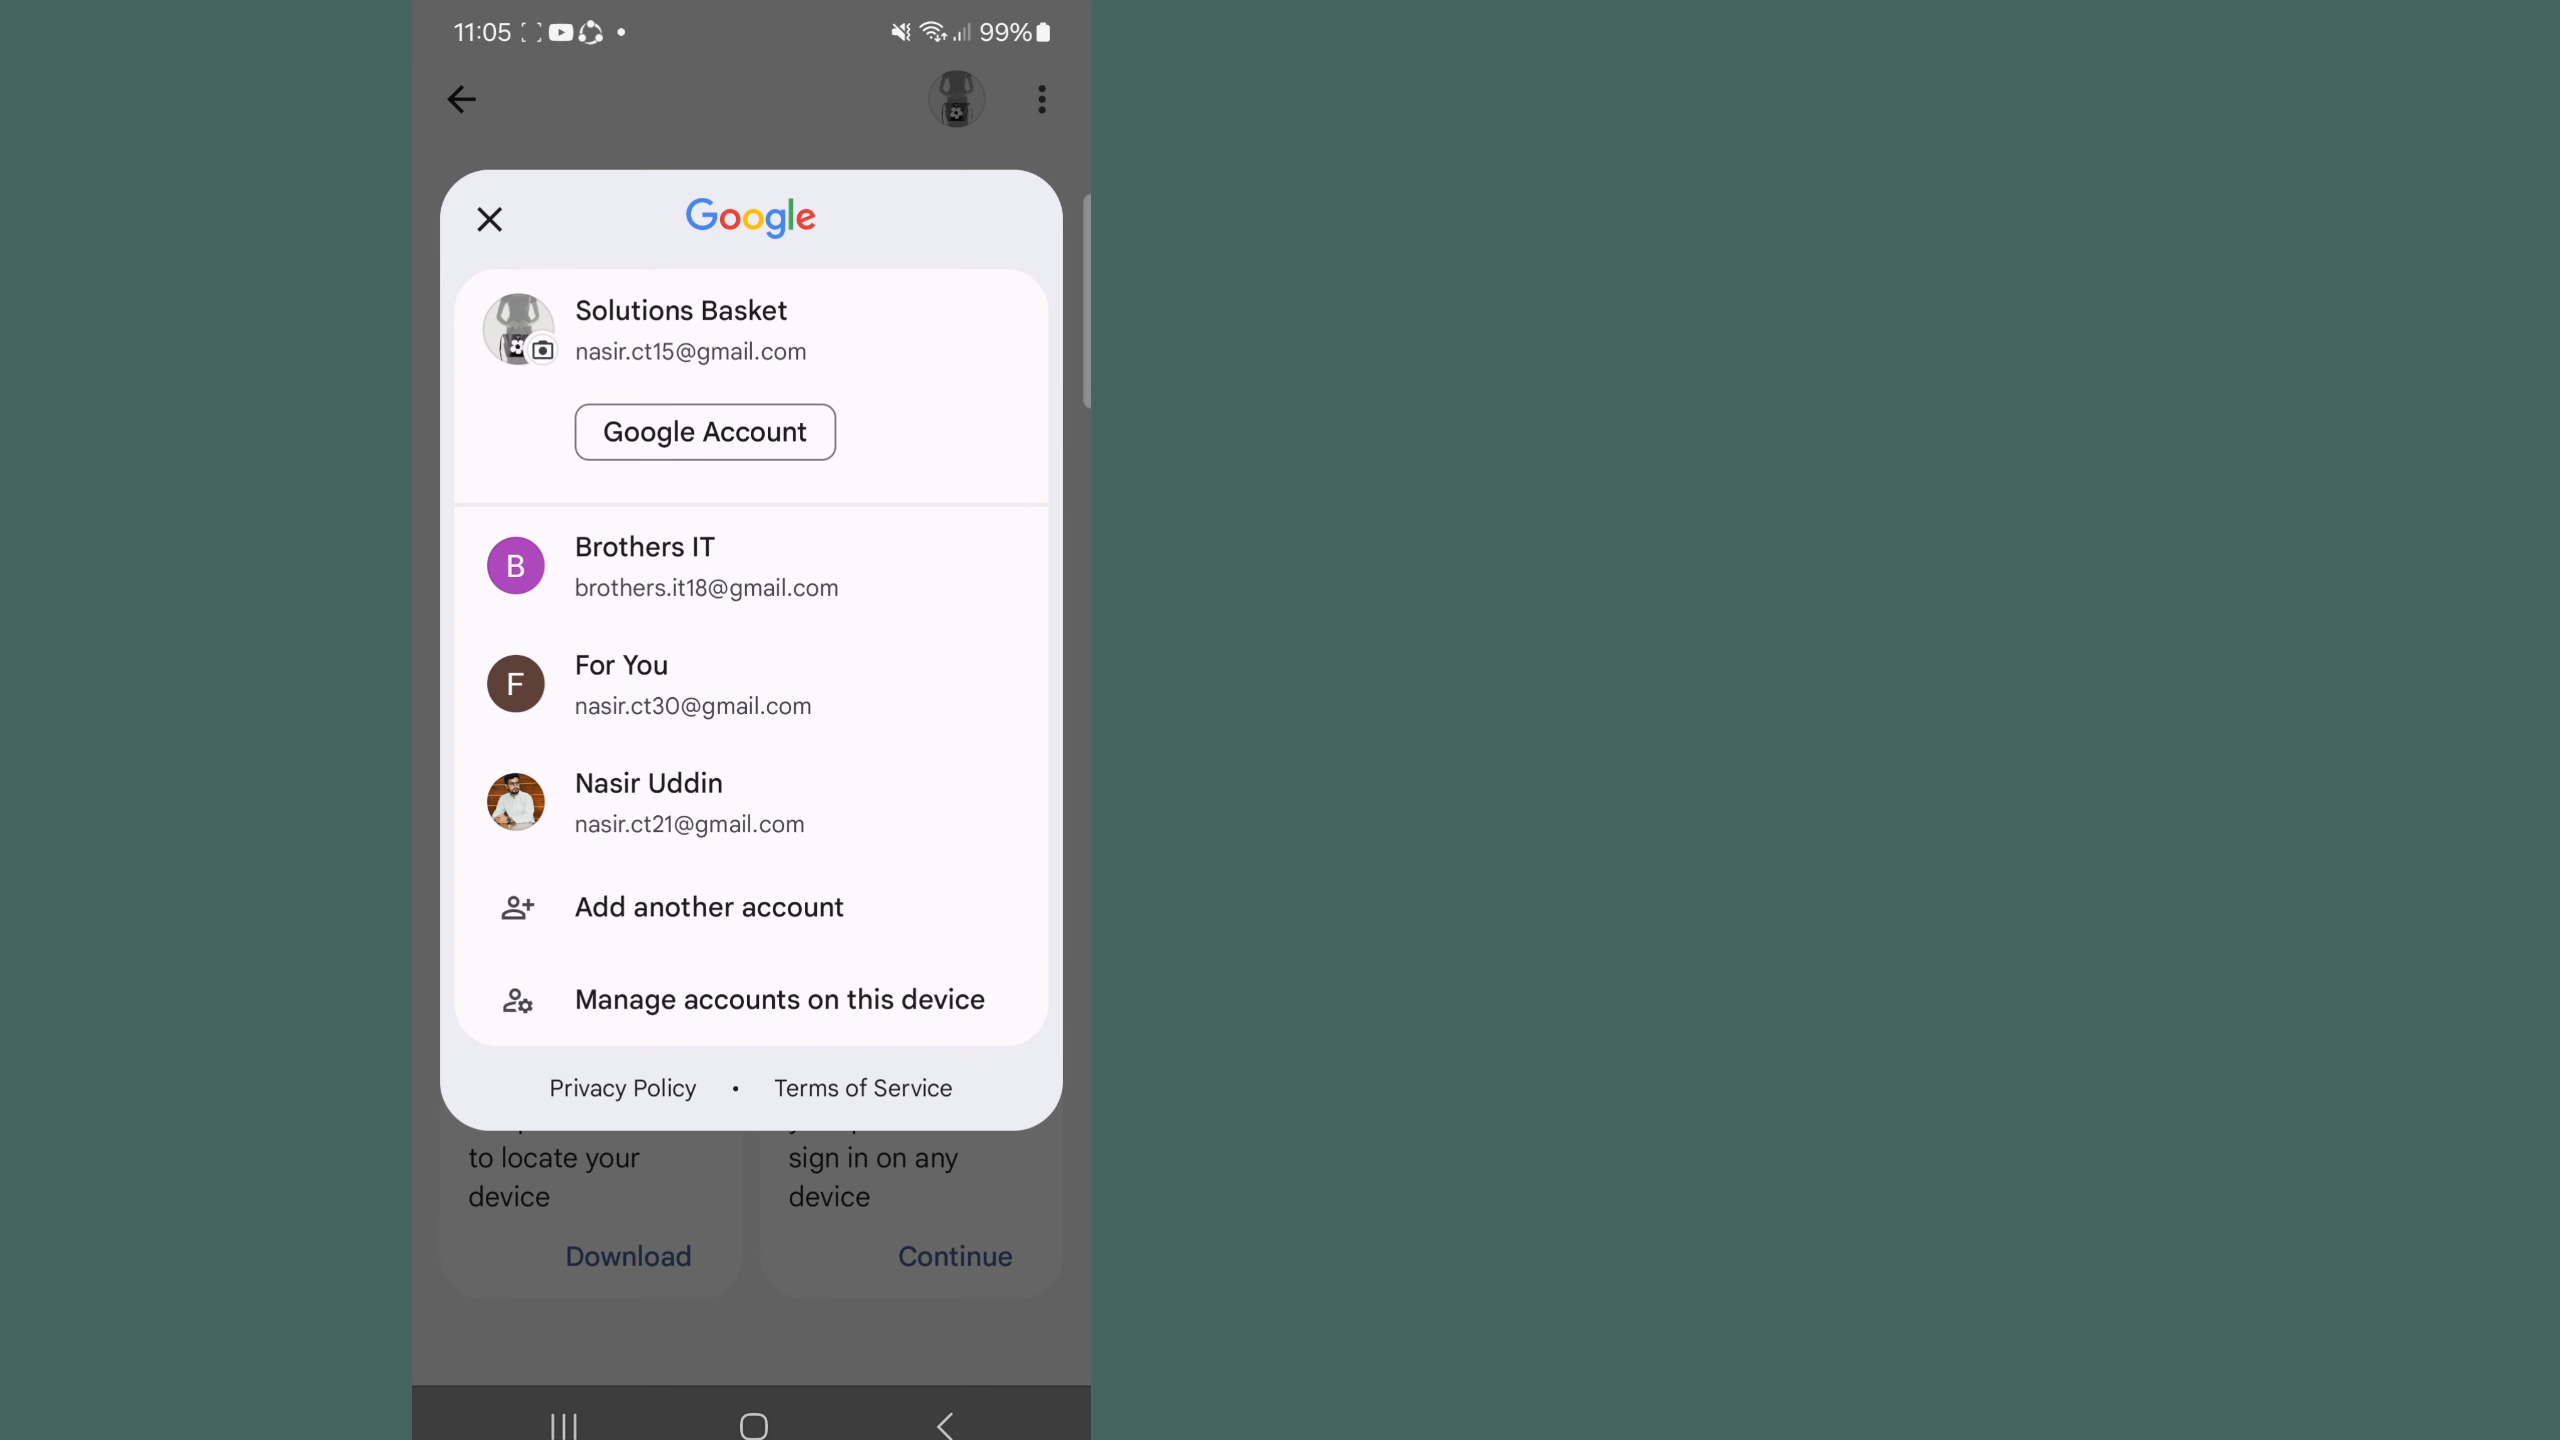 11:05
99%
Google
Solutions Basket
nasir.ct15@gmail.com
Google Account
B
Brothers IT
brothers.it18@gmail.com
F
For You
nasir.ct30@gmail.com
Nasir Uddin
nasir.ct21@gmail.com
Add another account
Manage accounts on this device
Privacy Policy • Terms of Service
to locate your
device
Download
sign in on any
device
Continue